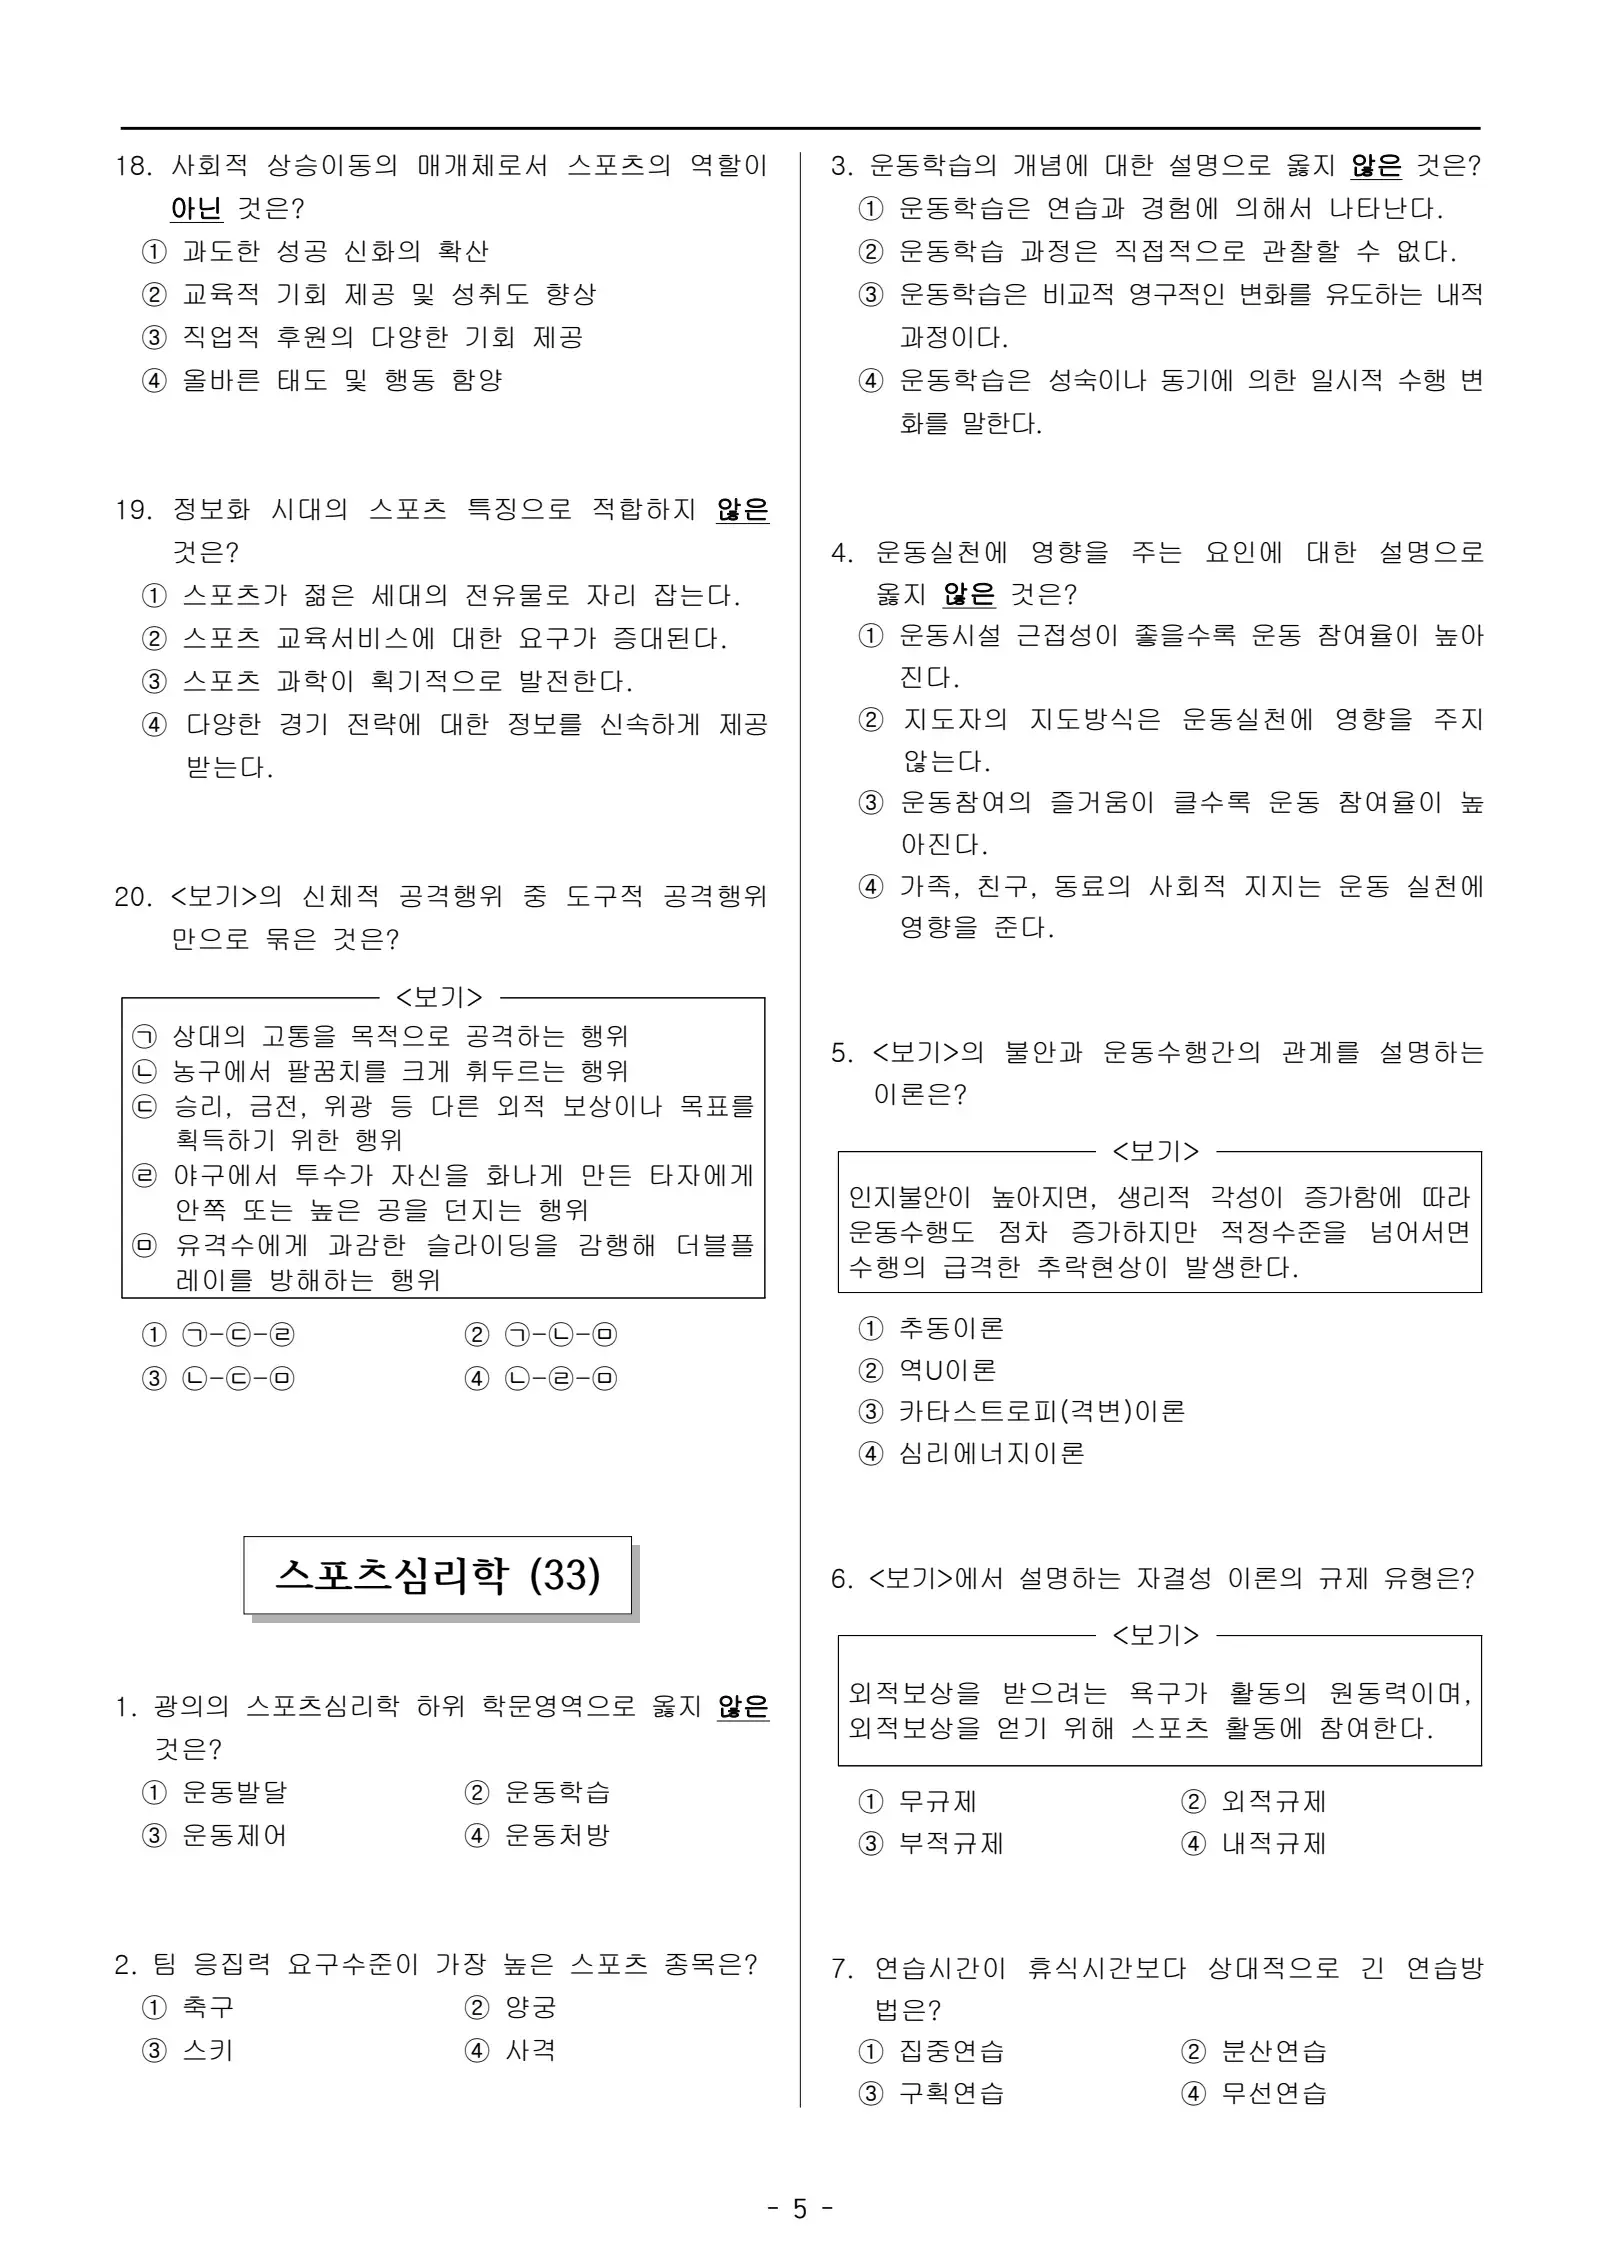 18. 사회적 상승이동의 매개체로서 스포츠의 역할이
아닌 것은?
① 과도한 성공 신화의 확산
② 교육적 기회 제공 및 성취도 향상
③ 직업적 후원의 다양한 기회 제공
④ 올바른 태도 및 행동 함양
19. 정보화 시대의 스포츠 특징으로 적합하지 않은
것은?
① 스포츠가 젊은 세대의 전유물로 자리 잡는다.
② 스포츠 교육서비스에 대한 요구가 증대된다.
③ 스포츠 과학이 획기적으로 발전한다.
④ 다양한 경기 전략에 대한 정보를 신속하게 제공
받는다.
20. <보기>의 신체적 공격행위 중 도구적 공격행위
만으로 묶은 것은?
<보기>
㉠ 상대의 고통을 목적으로 공격하는 행위
㉡ 농구에서 팔꿈치를 크게 휘두르는 행위
㉢ 승리, 금전, 위광 등 다른 외적 보상이나 목표를
획득하기 위한 행위
㉣ 야구에서 투수가 자신을 화나게 만든 타자에게
안쪽 또는 높은 공을 던지는 행위
㉤ 유격수에게 과감한 슬라이딩을 감행해 더블플
레이를 방해하는 행위
① ㉠-㉢-㉣ ② ㉠-㉡-㉤
③ ㉡-㉢-㉤ ④ ㉡-㉣-㉤
스포츠심리학 (33)
1. 광의의 스포츠심리학 하위 학문영역으로 옳지 않은
것은?
① 운동발달 ② 운동학습
③ 운동제어 ④ 운동처방
2. 팀 응집력 요구수준이 가장 높은 스포츠 종목은?
① 축구 ② 양궁
③ 스키 ④ 사격
3. 운동학습의 개념에 대한 설명으로 옳지 않은 것은?
① 운동학습은 연습과 경험에 의해서 나타난다.
② 운동학습 과정은 직접적으로 관찰할 수 없다.
③ 운동학습은 비교적 영구적인 변화를 유도하는 내적
과정이다.
④ 운동학습은 성숙이나 동기에 의한 일시적 수행 변
화를 말한다.
4. 운동실천에 영향을 주는 요인에 대한 설명으로
옳지 않은 것은?
① 운동시설 근접성이 좋을수록 운동 참여율이 높아
진다.
② 지도자의 지도방식은 운동실천에 영향을 주지
않는다.
③ 운동참여의 즐거움이 클수록 운동 참여율이 높
아진다.
④ 가족, 친구, 동료의 사회적 지지는 운동 실천에
영향을 준다.
5. <보기>의 불안과 운동수행간의 관계를 설명하는
이론은?
<보기>
인지불안이 높아지면, 생리적 각성이 증가함에 따라
운동수행도 점차 증가하지만 적정수준을 넘어서면
수행의 급격한 추락현상이 발생한다.
① 추동이론
② 역U이론
③ 카타스트로피(격변)이론
④ 심리에너지이론
6. <보기>에서 설명하는 자결성 이론의 규제 유형은?
<보기>
외적보상을 받으려는 욕구가 활동의 원동력이며,
외적보상을 얻기 위해 스포츠 활동에 참여한다.
① 무규제 ② 외적규제
③ 부적규제 ④ 내적규제
7. 연습시간이 휴식시간보다 상대적으로 긴 연습방
법은?
① 집중연습 ② 분산연습
③ 구획연습 ④ 무선연습
- 5 -